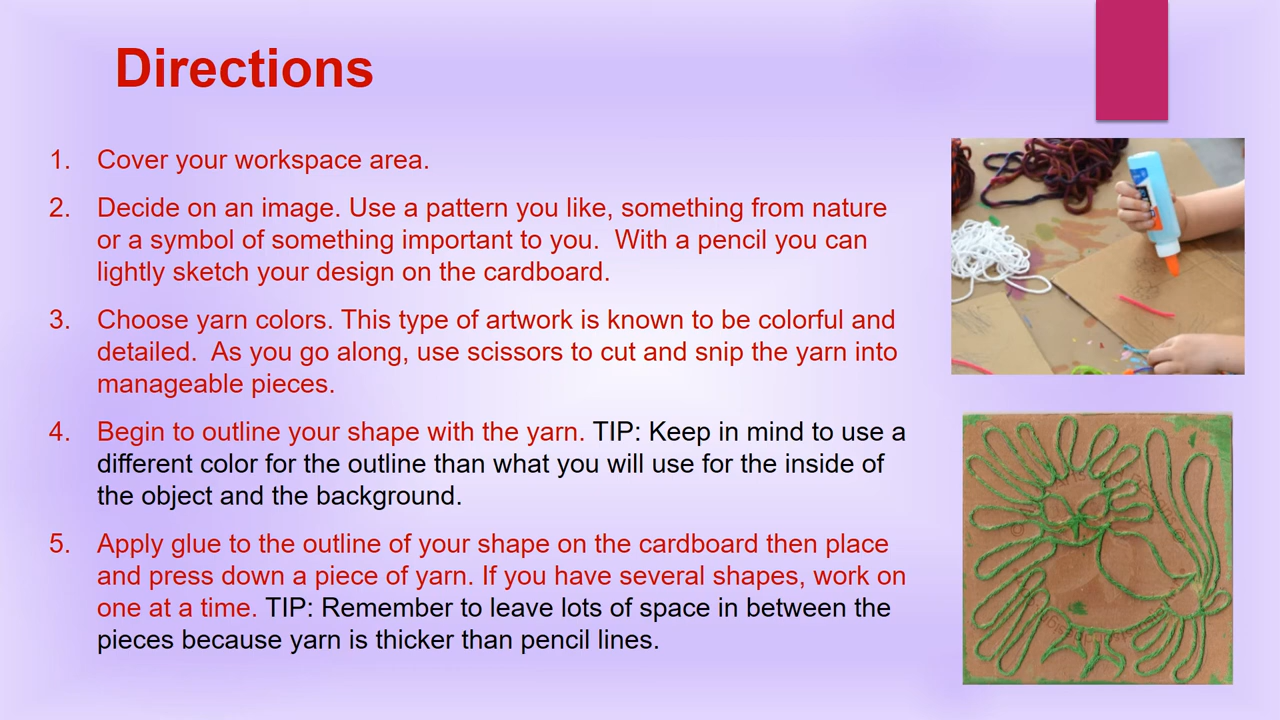 Directions
1. Cover your workspace area.
2. Decide on an image. Use a pattern you like, something from nature
or a symbol of something important to you.  With a pencil you can
lightly sketch your design on the cardboard.
3. Choose yarn colors. This type of artwork is known to be colorful and
detailed.  As you go along, use scissors to cut and snip the yarn into
manageable pieces.
4. Begin to outline your shape with the yarn. TIP: Keep in mind to use a
different color for the outline than what you will use for the inside of
the object and the background.
5. Apply glue to the outline of your shape on the cardboard then place
and press down a piece of yarn. If you have several shapes, work on
one at a time. TIP: Remember to leave lots of space in between the
pieces because yarn is thicker than pencil lines.